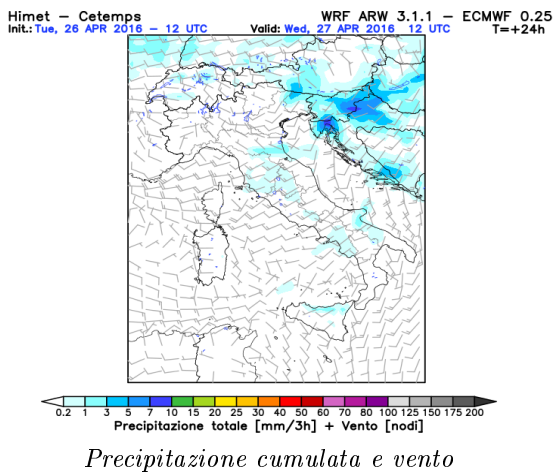 Himet – Cetemps WRF ARW 3.1.1 – ECMWF 0.25
Init.: Tue, 26 APR 2016 – 12 UTC Valid: Wed, 27 APR 2016 12 UTC T=+24h
0.2 1 3 5 7 10 15 20 25 30 40 50 60 70 80 100 125 150 175 200
Precipitazione totale [mm/3h] + Vento [nodi]
Precipitazione cumulata e vento